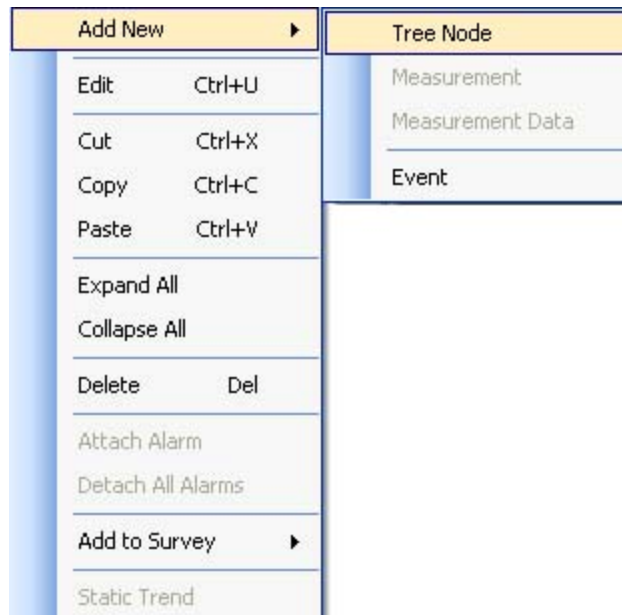 Add New
Edit Ctrl+U
Cut Ctrl+X
Copy Ctrl+C
Paste Ctrl+V
Expand All
Collapse All
Delete Del
Attach Alarm
Detach All Alarms
Add to Survey
Static Trend
Tree Node
Measurement
Measurement Data
Event